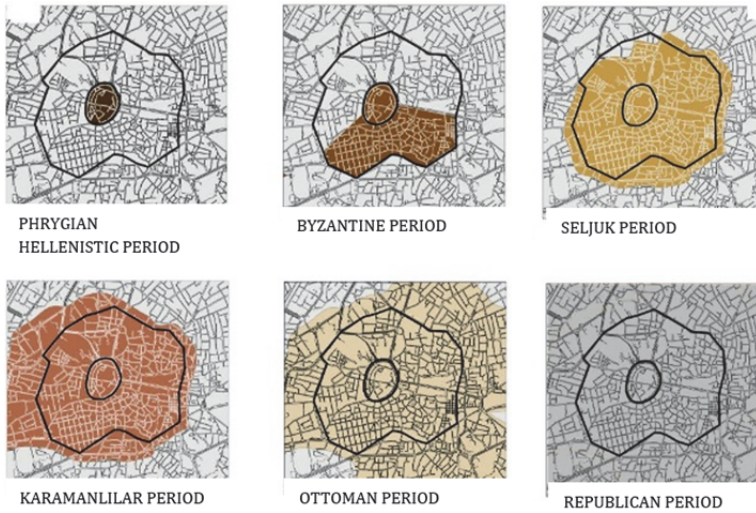 PHRYGIAN
HELLENISTIC PERIOD
BYZANTINE PERIOD
SELJUK PERIOD
KARAMANLILAR PERIOD
OTTOMAN PERIOD
REPUBLICAN PERIOD